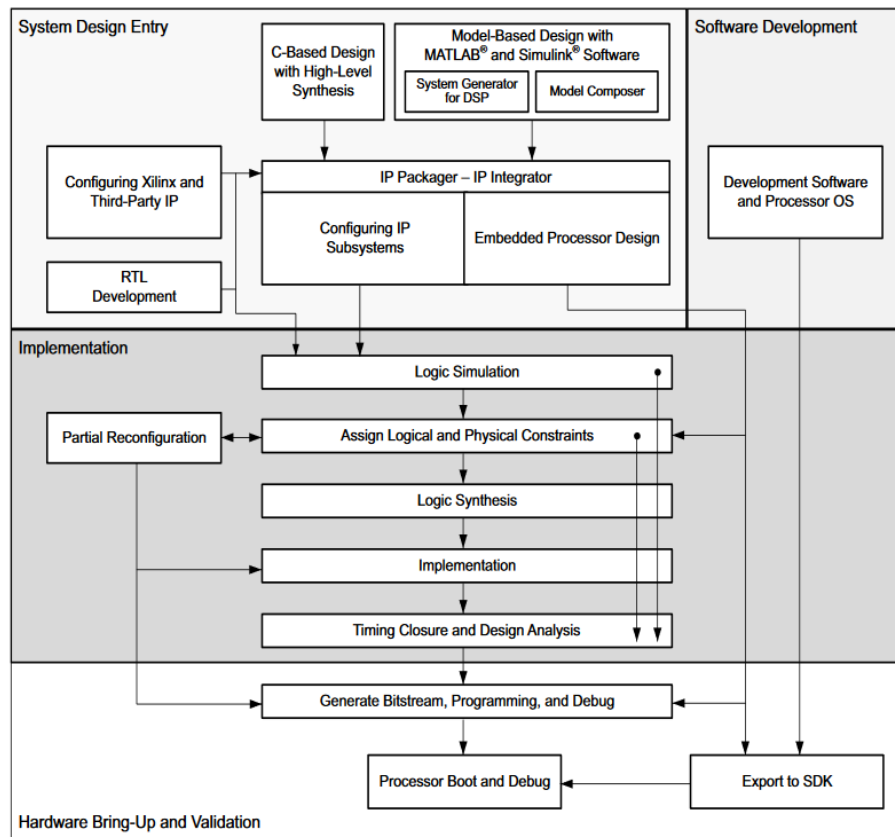 System Design Entry
C-Based Design
with High-Level
Synthesis
Model-Based Design with
MATLAB® and Simulink® Software
System Generator
for DSP
Model Composer
Software Development
Configuring Xilinx and
Third-Party IP
IP Packager – IP Integrator
Configuring IP
Subsystems
Embedded Processor Design
Development Software
and Processor OS
RTL
Development
Implementation
Logic Simulation
Partial Reconfiguration
Assign Logical and Physical Constraints
Logic Synthesis
Implementation
Timing Closure and Design Analysis
Generate Bitstream, Programming, and Debug
Processor Boot and Debug
Export to SDK
Hardware Bring-Up and Validation